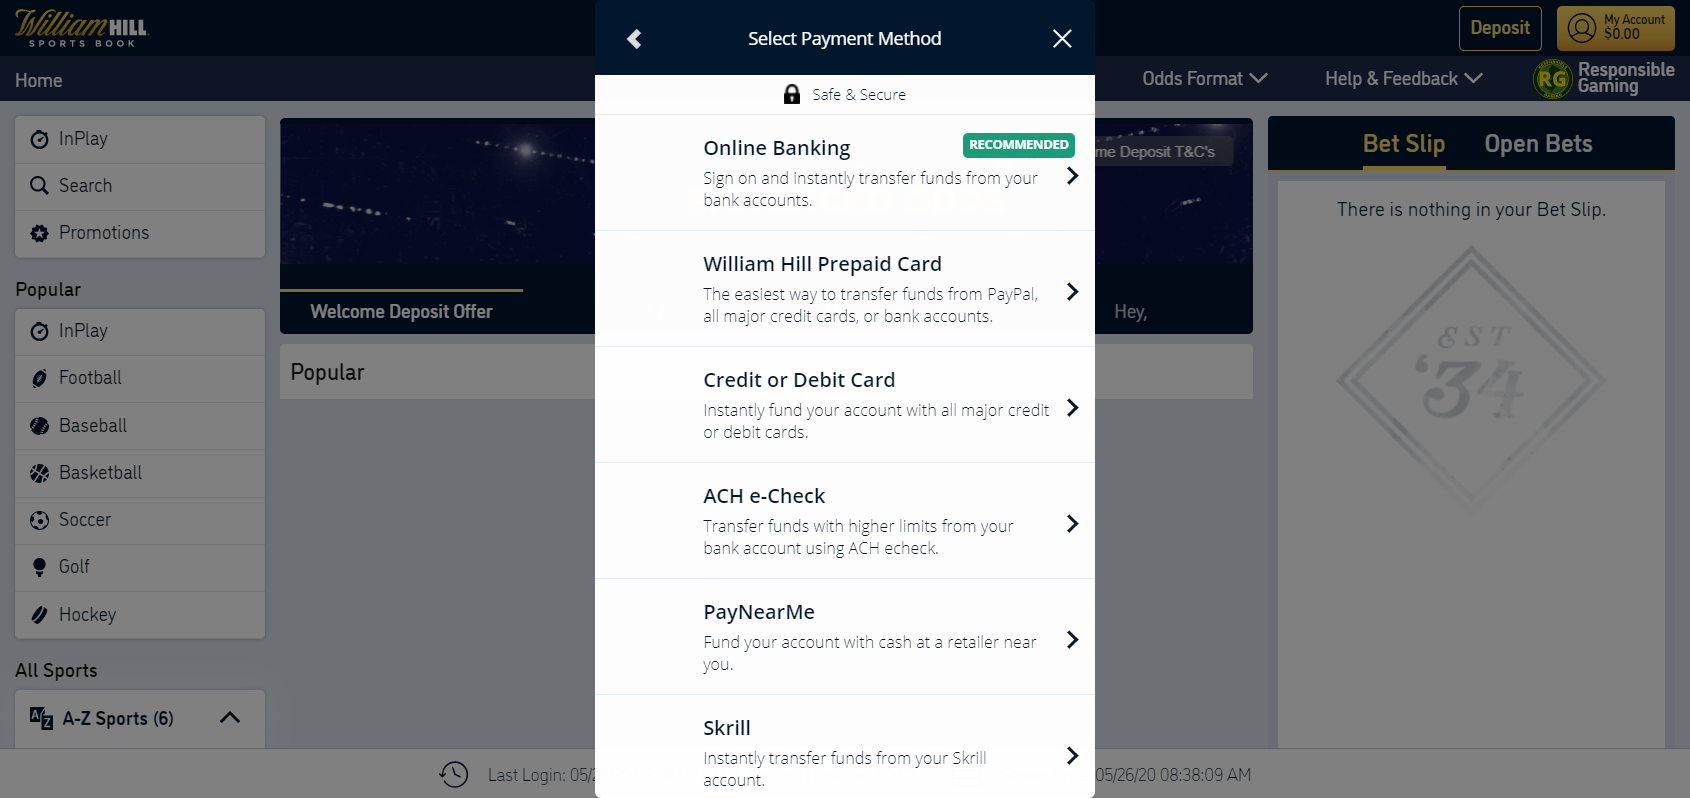 William HILL
SPORTS BOOK
Deposit
My Account
$0.00
Home
Odds Format
Help & Feedback
RG
Responsible
Gaming
InPlay
Search
Promotions
Popular
InPlay
Football
Baseball
Basketball
Soccer
Golf
Hockey
All Sports
A-Z Sports (6)
Deposit T&C's
Welcome Deposit Offer
Hey,
Popular
Select Payment Method
Safe & Secure
Online Banking
RECOMMENDED
Sign on and instantly transfer funds from your
bank accounts.
William Hill Prepaid Card
The easiest way to transfer funds from PayPal,
all major credit cards, or bank accounts.
Credit or Debit Card
Instantly fund your account with all major credit
or debit cards.
ACH e-Check
Transfer funds with higher limits from your
bank account using ACH echeck.
PayNearMe
Fund your account with cash at a retailer near
you.
Skrill
Instantly transfer funds from your Skrill
account.
Bet Slip
Open Bets
There is nothing in your Bet Slip.
EST
‘34
Last Login:
05/26/20 08:38:09 AM